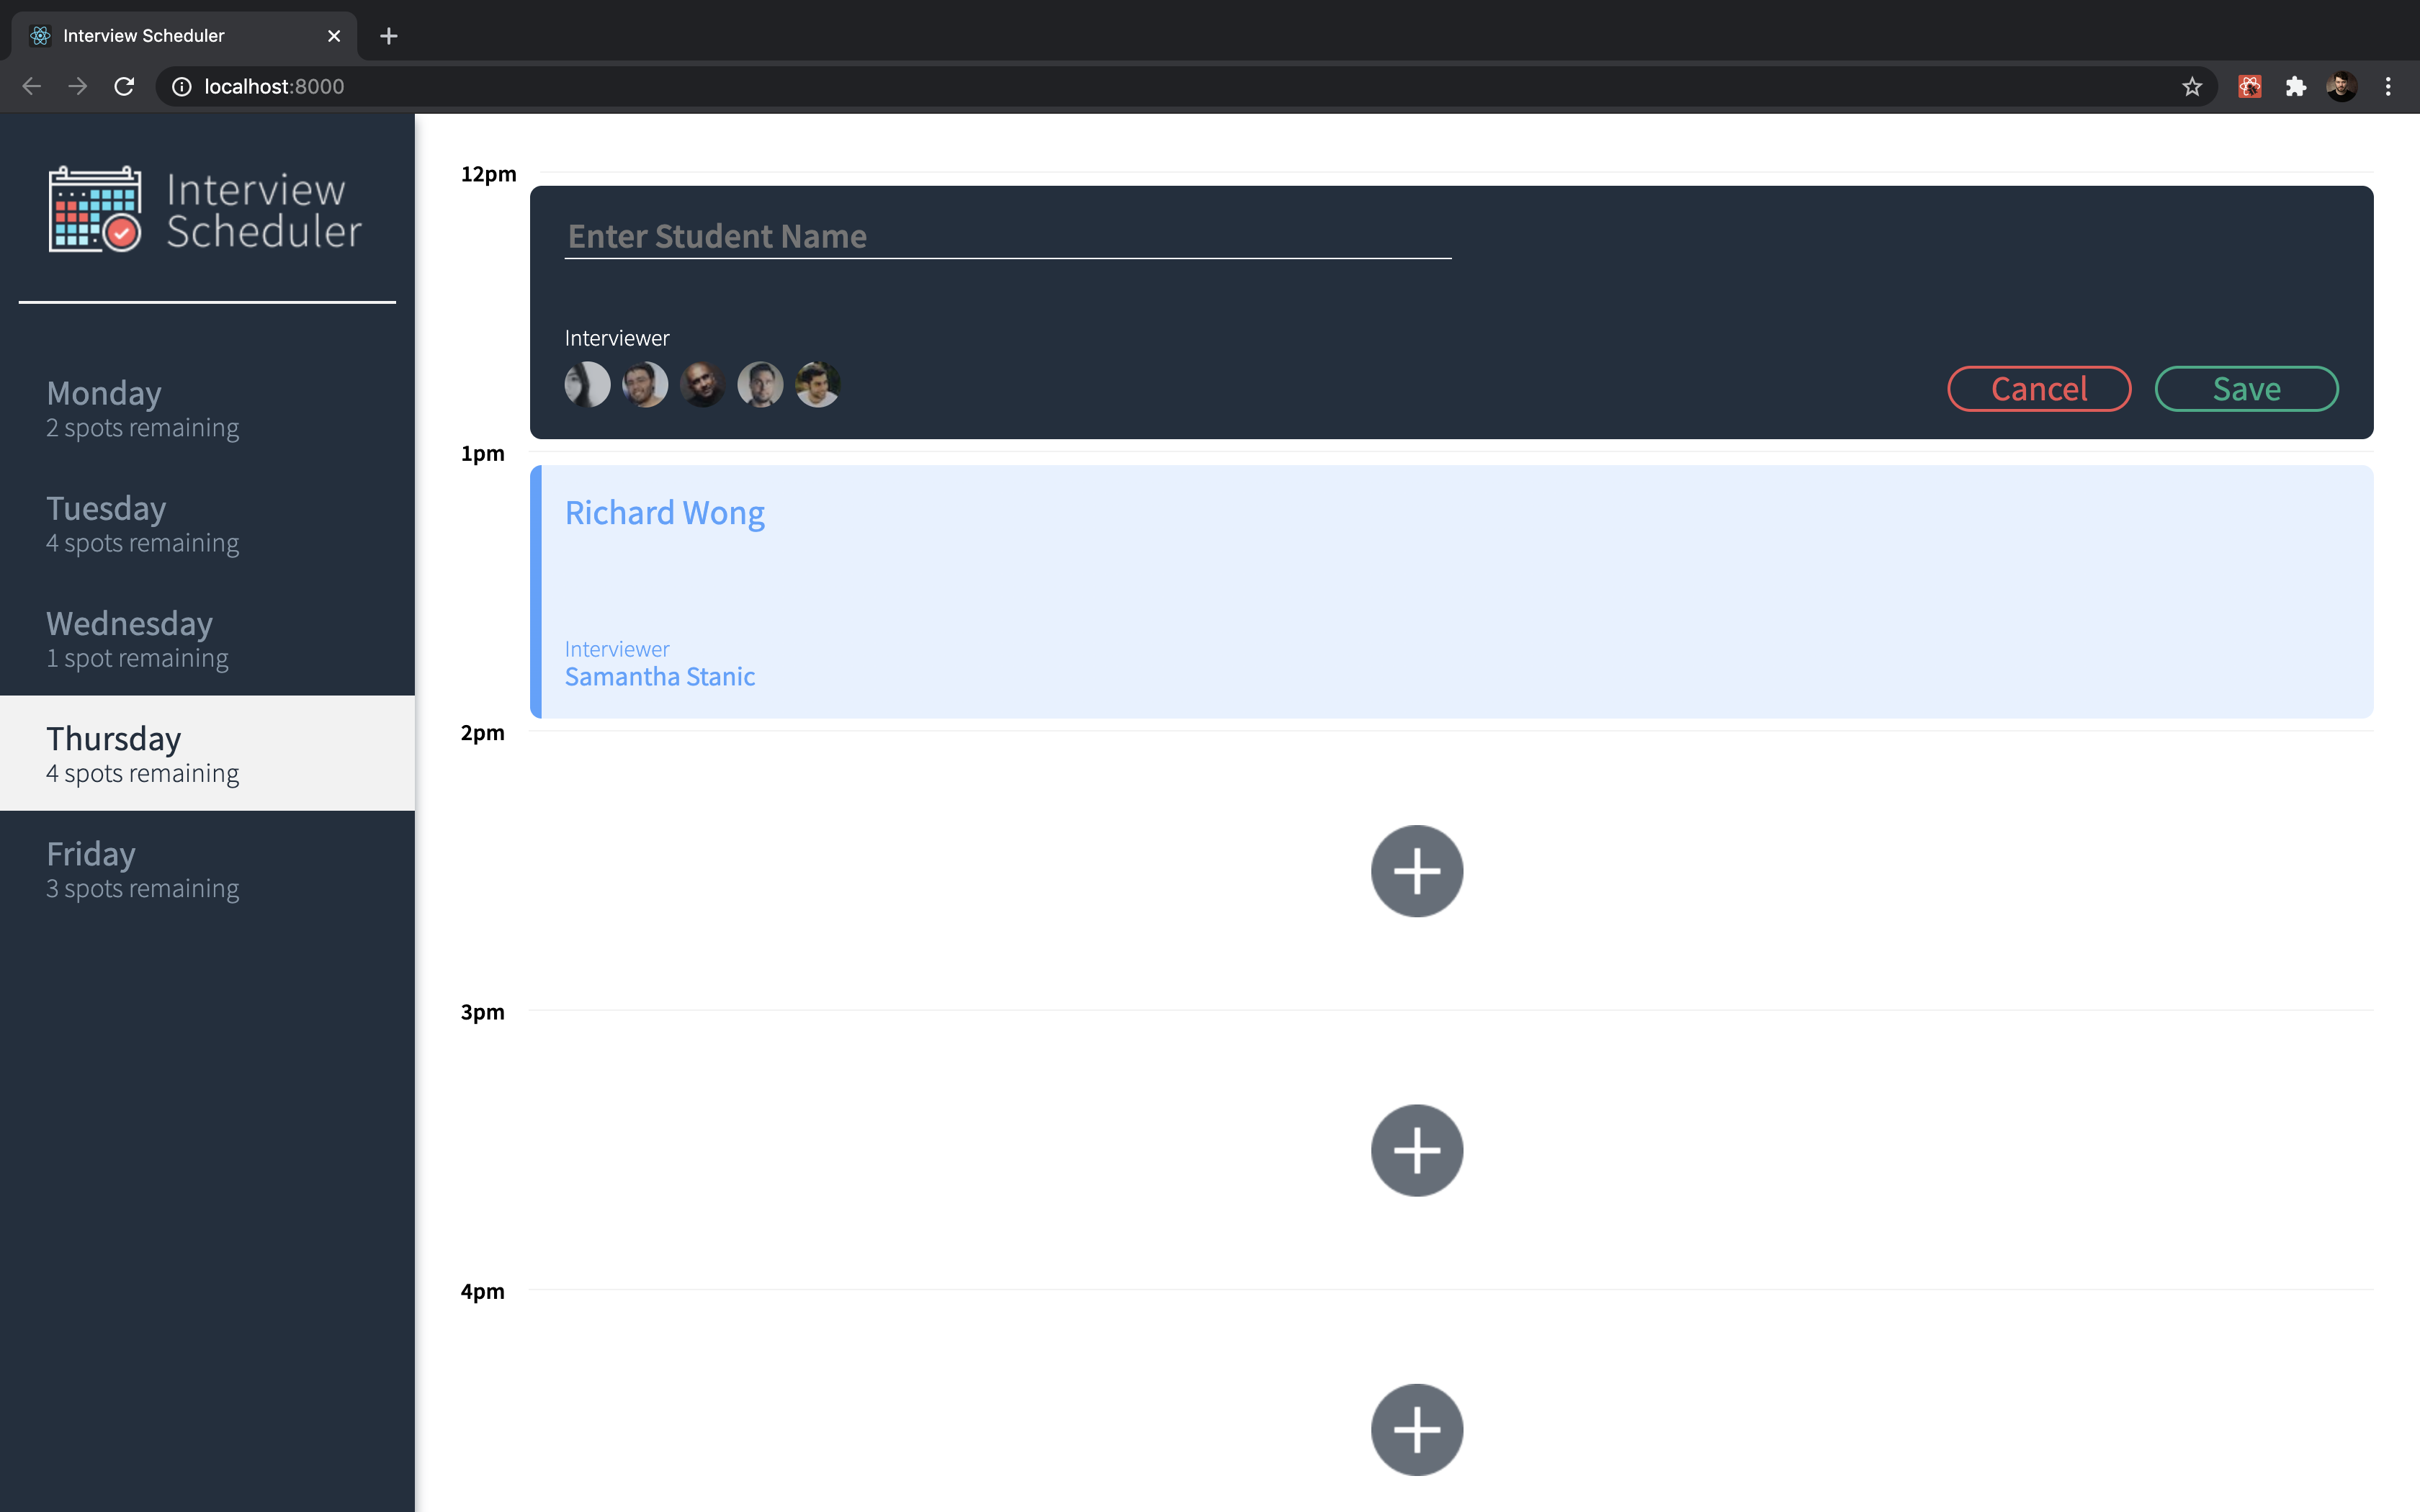 Interview Scheduler
localhost:8000
Interview
Scheduler
Monday
2 spots remaining
Tuesday
4 spots remaining
Wednesday
1 spot remaining
Thursday
4 spots remaining
Friday
3 spots remaining
12pm
Enter Student Name
Interviewer
Cancel
Save
1pm
Richard Wong
Interviewer
Samantha Stanic
2pm
3pm
4pm